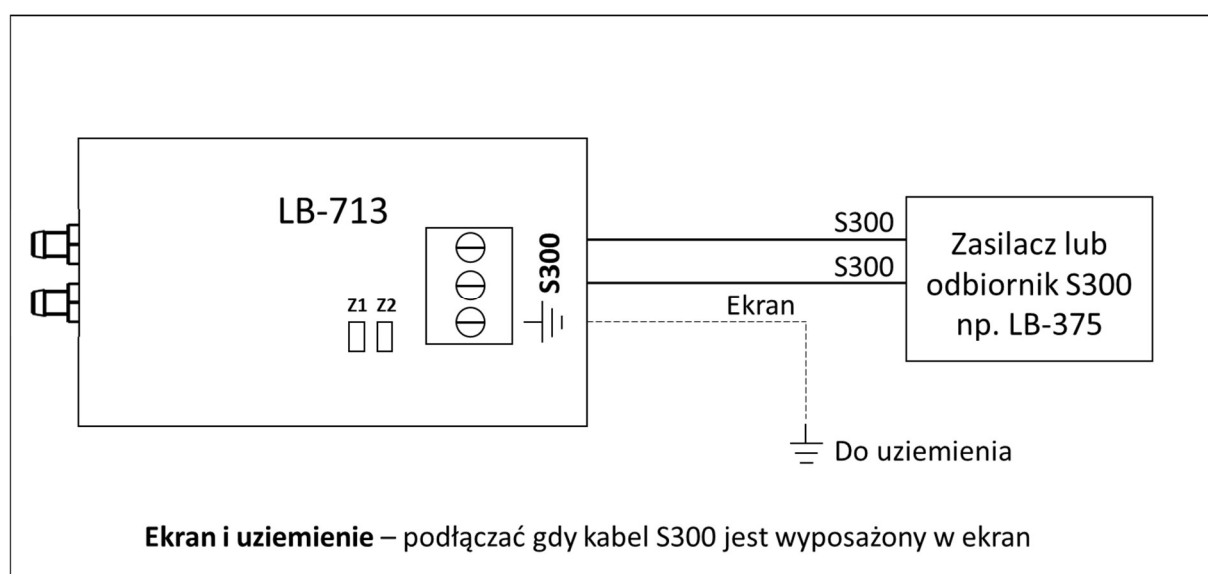 LB-713
Z1 Z2
S300
S300
S300
Ekran
Zasilacz lub
odbiornik S300
np. LB-375
Do uziemienia
Ekran i uziemienie – podłączać gdy kabel S300 jest wyposażony w ekran